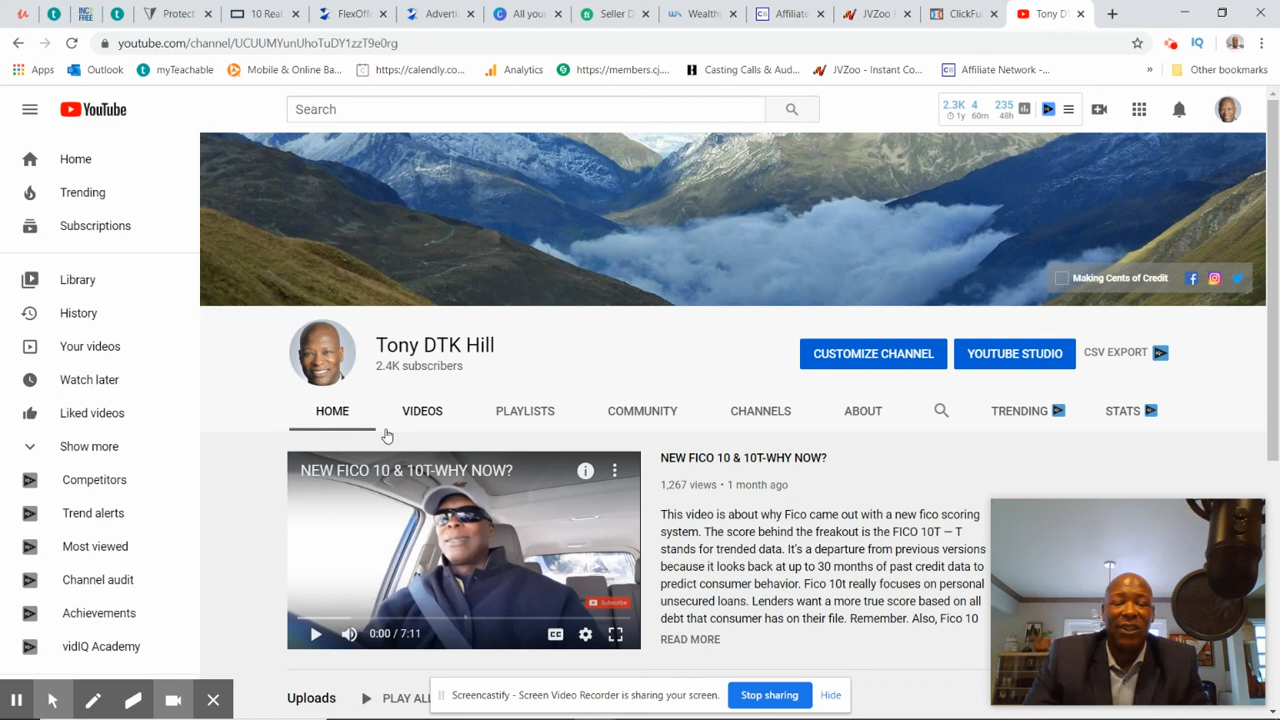 Protect
10 Real
FlexOff
Adverti
All your
Seller D
Wealthy
Affiliate
JVZoo
ClickFu
Tony DT
youtube.com/channel/UCUUMYunUhoTuDY1zzT9e0rg
Apps Outlook myTeachable Mobile & Online Ba... https://calendly.co... Analytics https://members.cj... Casting Calls & Aud... JVZoo - Instant Co... Affiliate Network -... » Other bookmarks
YouTube
Search
2.3K 4 235
1y 60m 48h
Home
Trending
Subscriptions
Library
History
Your videos
Watch later
Liked videos
Show more
Competitors
Trend alerts
Most viewed
Channel audit
Achievements
vidIQ Academy
Making Cents of Credit
Tony DTK Hill
2.4K subscribers
CUSTOMIZE CHANNEL
YOUTUBE STUDIO
CSV EXPORT
HOME VIDEOS PLAYLISTS COMMUNITY CHANNELS ABOUT TRENDING STATS
NEW FICO 10 & 10T-WHY NOW?
Subscribe
0:00 / 7:11
NEW FICO 10 & 10T-WHY NOW?
1,267 views • 1 month ago
This video is about why Fico came out with a new fico scoring
system. The score behind the freakout is the FICO 10T — T
stands for trended data. It's a departure from previous versions
because it looks back at up to 30 months of past credit data to
predict consumer behavior. Fico 10t really focuses on personal
unsecured loans. Lenders want a more true score based on all
debt that consumer has on their file. Remember. Also, Fico 10
READ MORE
Uploads
PLAY ALL
Screencastify - Screen Video Recorder is sharing your screen.
Stop sharing
Hide